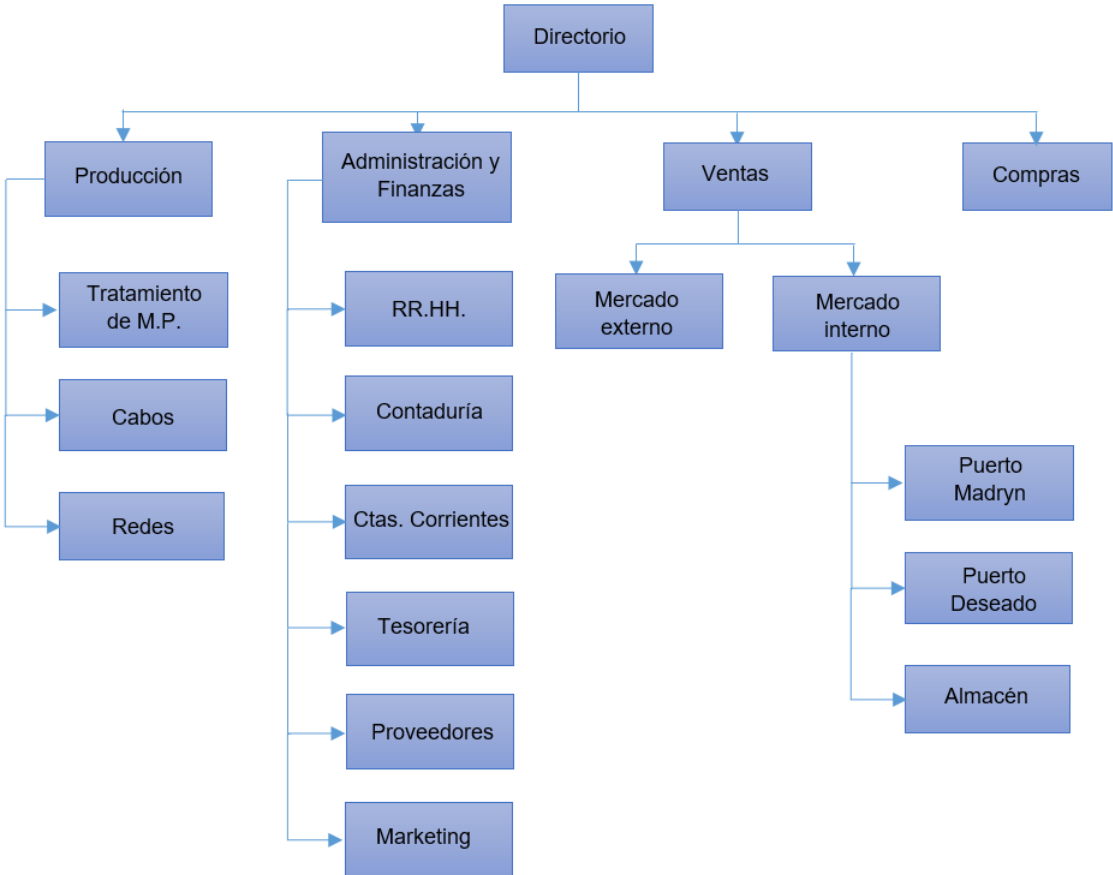 Directorio
Producción
Administración y
Finanzas
Ventas
Compras
Tratamiento
de M.P.
Cabos
Redes
RR.HH.
Contaduría
Ctas. Corrientes
Tesorería
Proveedores
Marketing
Mercado
externo
Mercado
interno
Puerto
Madryn
Puerto
Deseado
Almacén